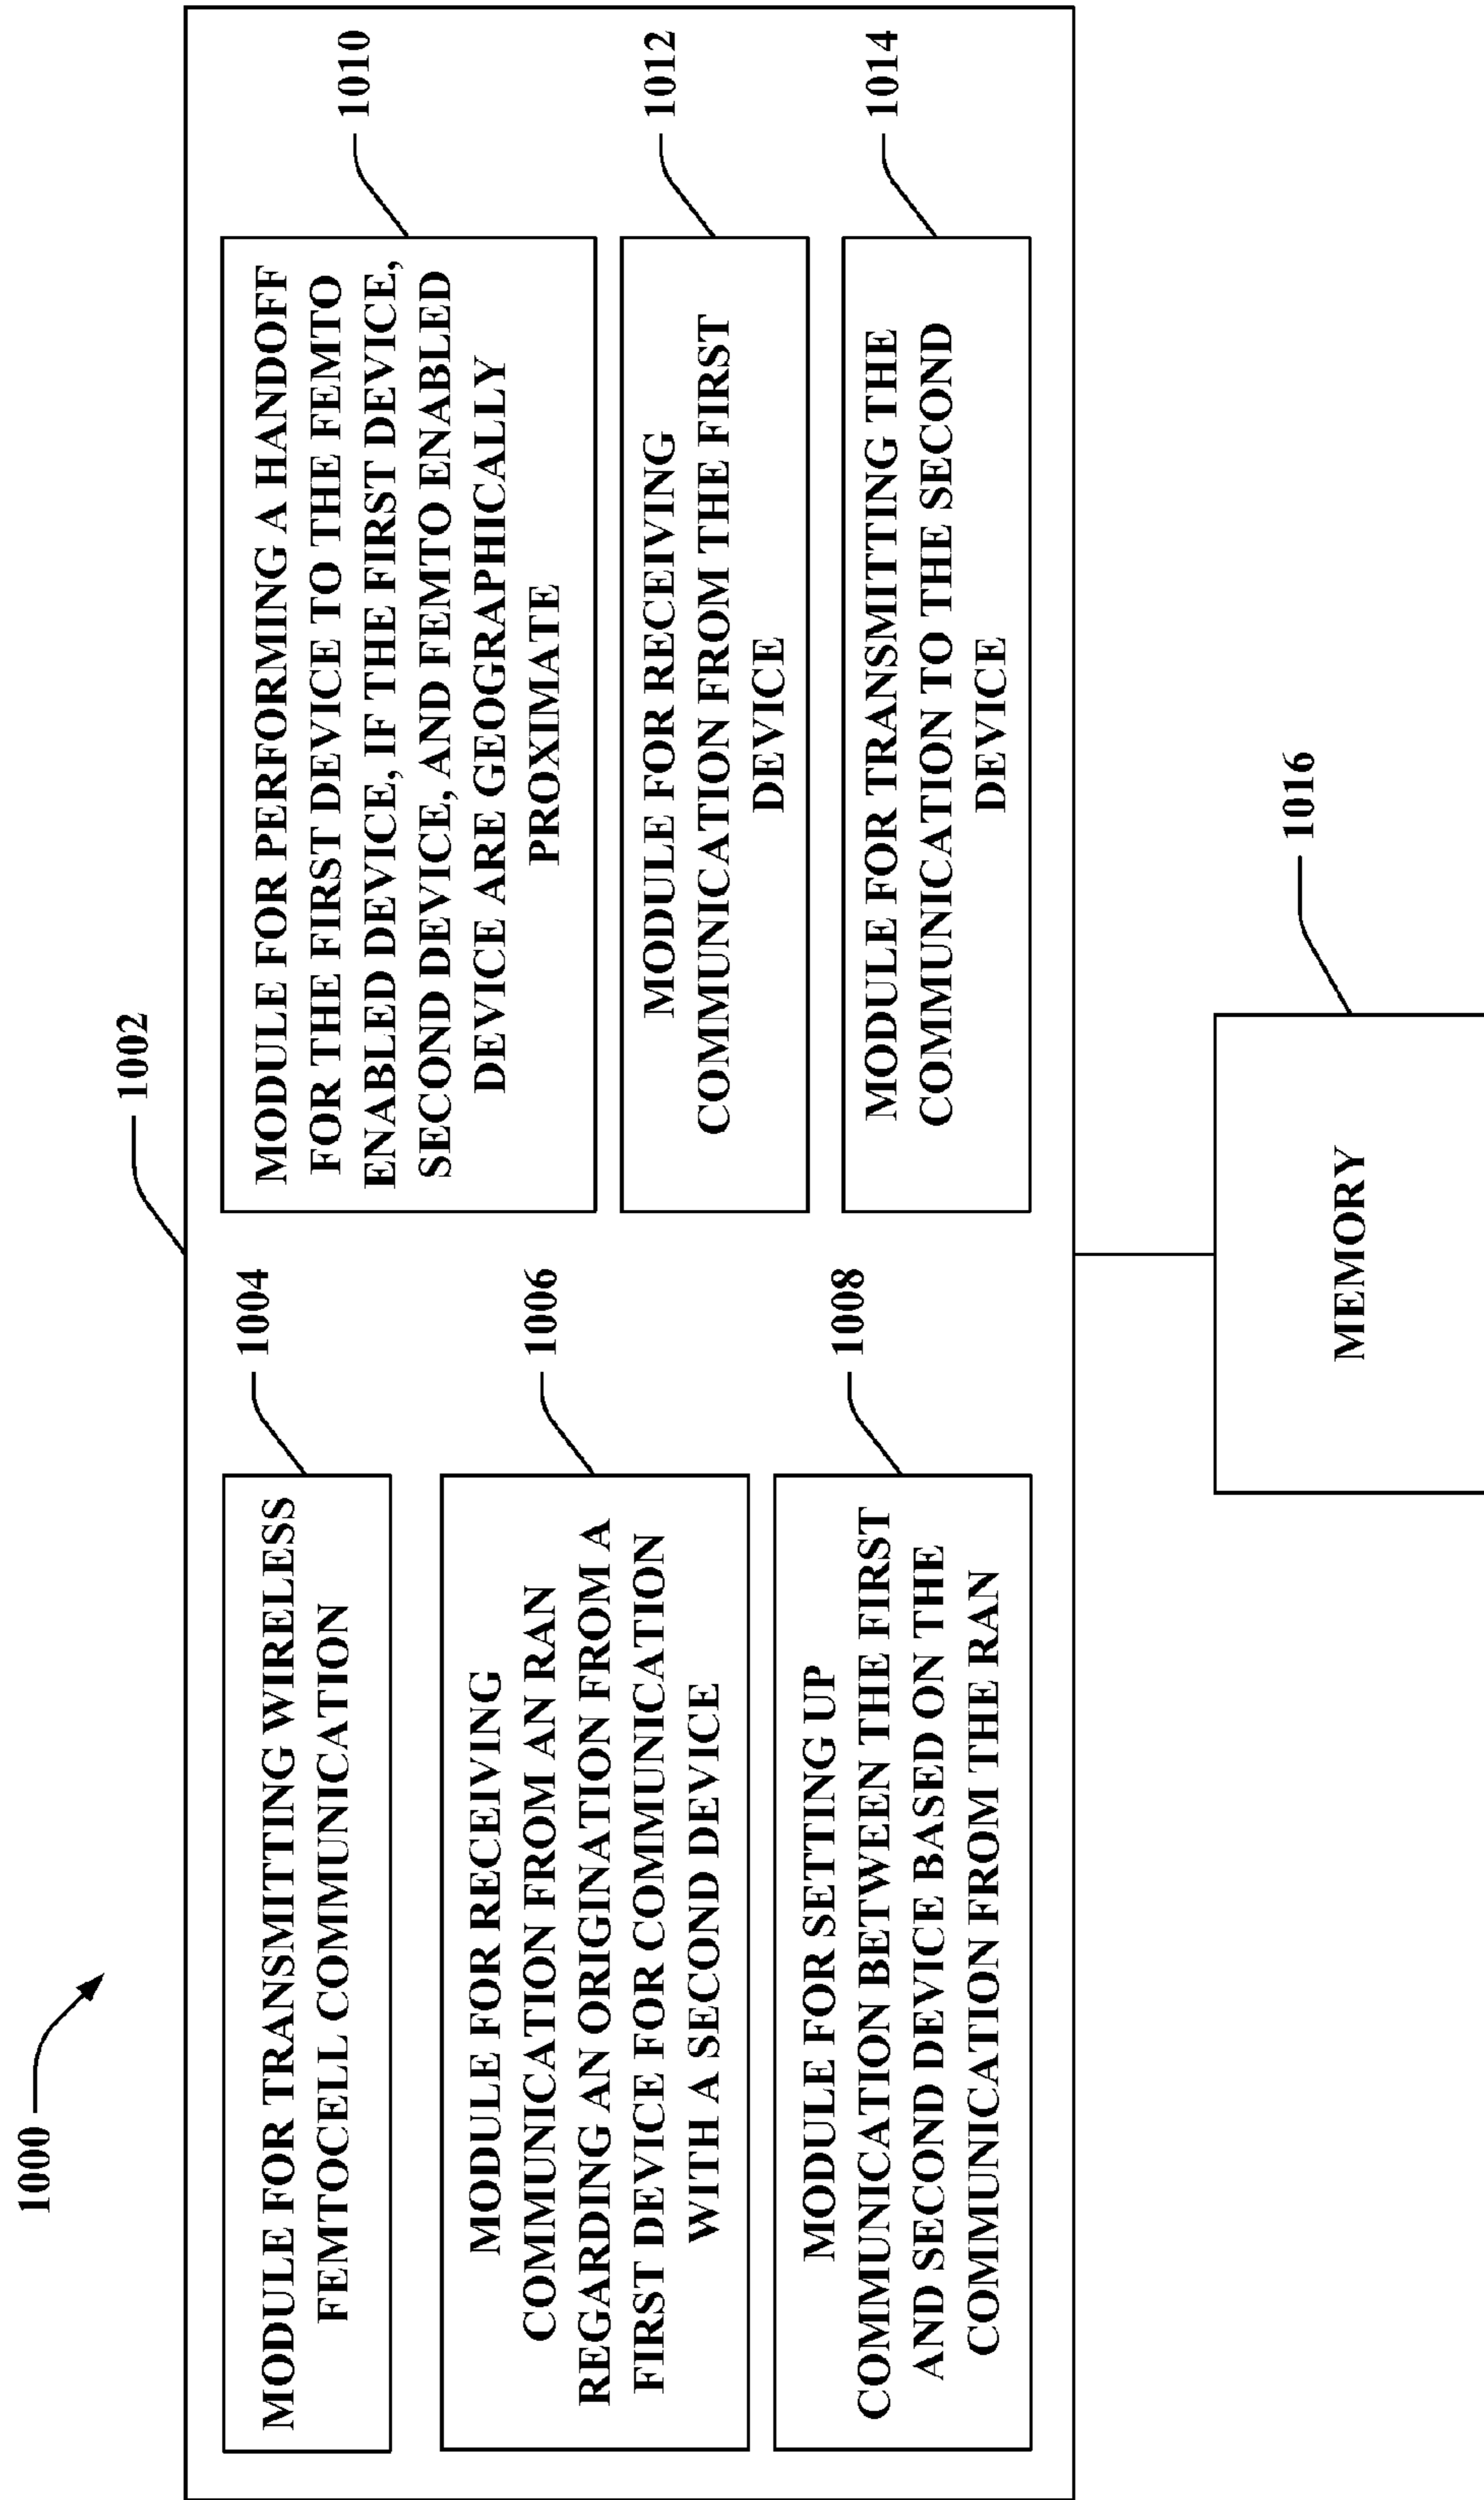 1000
1002
1004
MODULE FOR TRANSMITTING WIRELESS
FEMTOCELL COMMUNICATION
1006
MODULE FOR RECEIVING
COMMUNICATION FROM AN RAN
REGARDING AN ORIGINATION FROM A
FIRST DEVICE FOR COMMUNICATION
WITH A SECOND DEVICE
1008
MODULE FOR SETTING UP
COMMUNICATION BETWEEN THE FIRST
AND SECOND DEVICE BASED ON THE
COMMUNICATION FROM THE RAN
1010
MODULE FOR PERFORMING A HANDOFF
FOR THE FIRST DEVICE TO THE FEMTO
ENABLED DEVICE, IF THE FIRST DEVICE,
SECOND DEVICE, AND FEMTO ENABLED
DEVICE ARE GEOGRAPHICALLY
PROXIMATE
1012
MODULE FOR RECEIVING
COMMUNICATION FROM THE FIRST
DEVICE
1014
MODULE FOR TRANSMITTING THE
COMMUNICATION TO THE SECOND
DEVICE
1016
MEMORY